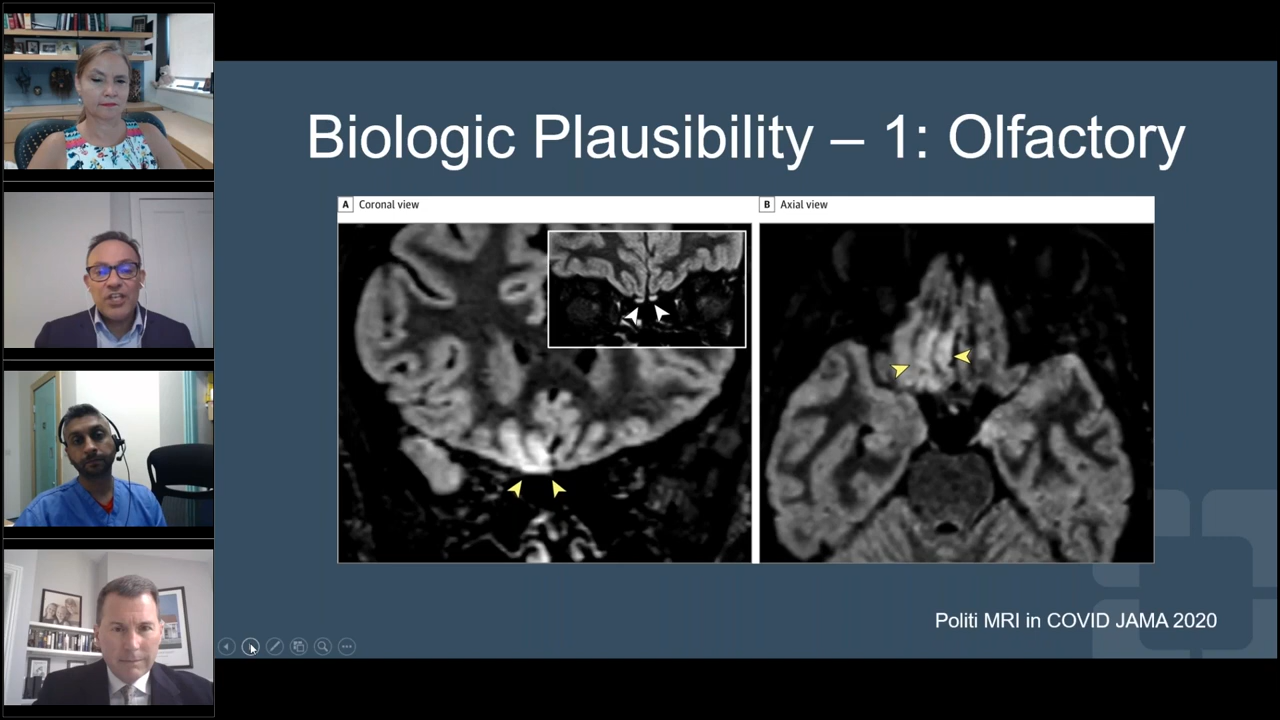 Biologic Plausibility – 1: Olfactory
A Coronal view
B Axial view
Politi MRI in COVID JAMA 2020